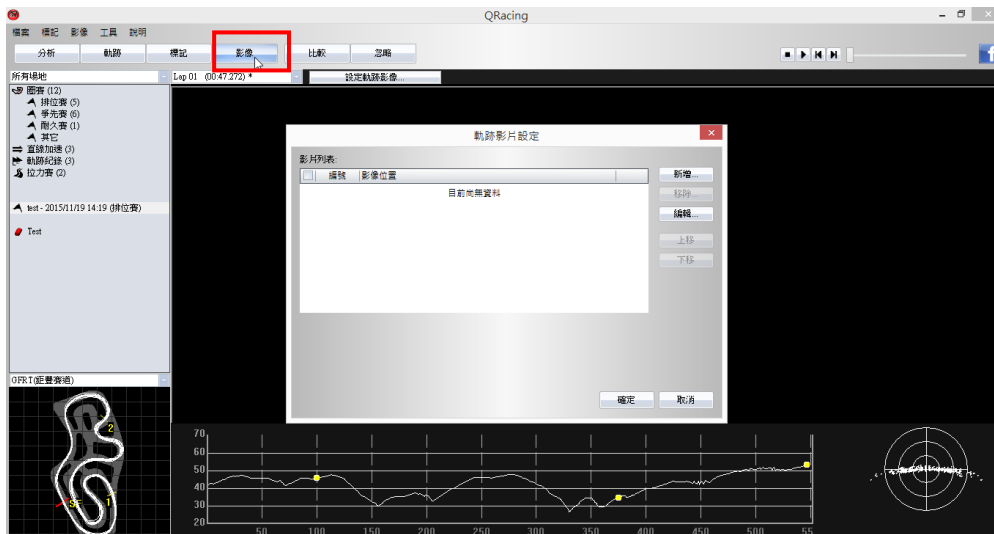 QRacing
檔案 標記 影像 工具 說明
分析 軌跡 標記 影像 比較 忽略
所有場地 Lap 01 (00:47.272) * 設定軌跡影像...
圈賽 (12)
排位賽 (5)
爭先賽 (6)
耐久賽 (1)
其它
直線加速 (3)
軌跡紀錄 (3)
拉力賽 (2)
test - 2015/11/19 14:19 (排位賽)
Test
軌跡影片設定
影片列表:
編號 影像位置
目前尚無資料
新增...
移除...
編輯...
上移
下移
確定 取消
GFRT(距豐賽道)
2
1
S F
70
60
50
40
30
20
50 100 150 200 250 300 350 400 450 500 55
f